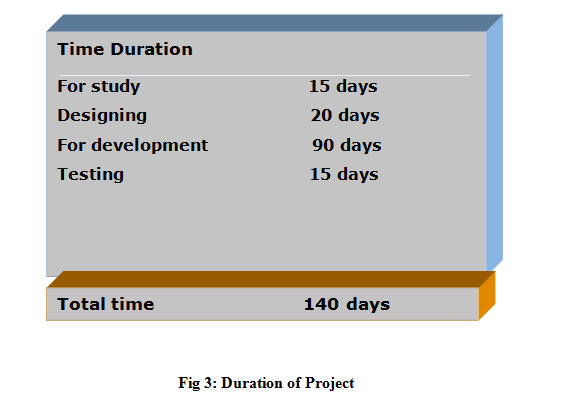 Time Duration
For study 15 days
Designing 20 days
For development 90 days
Testing 15 days
Total time 140 days
Fig 3: Duration of Project